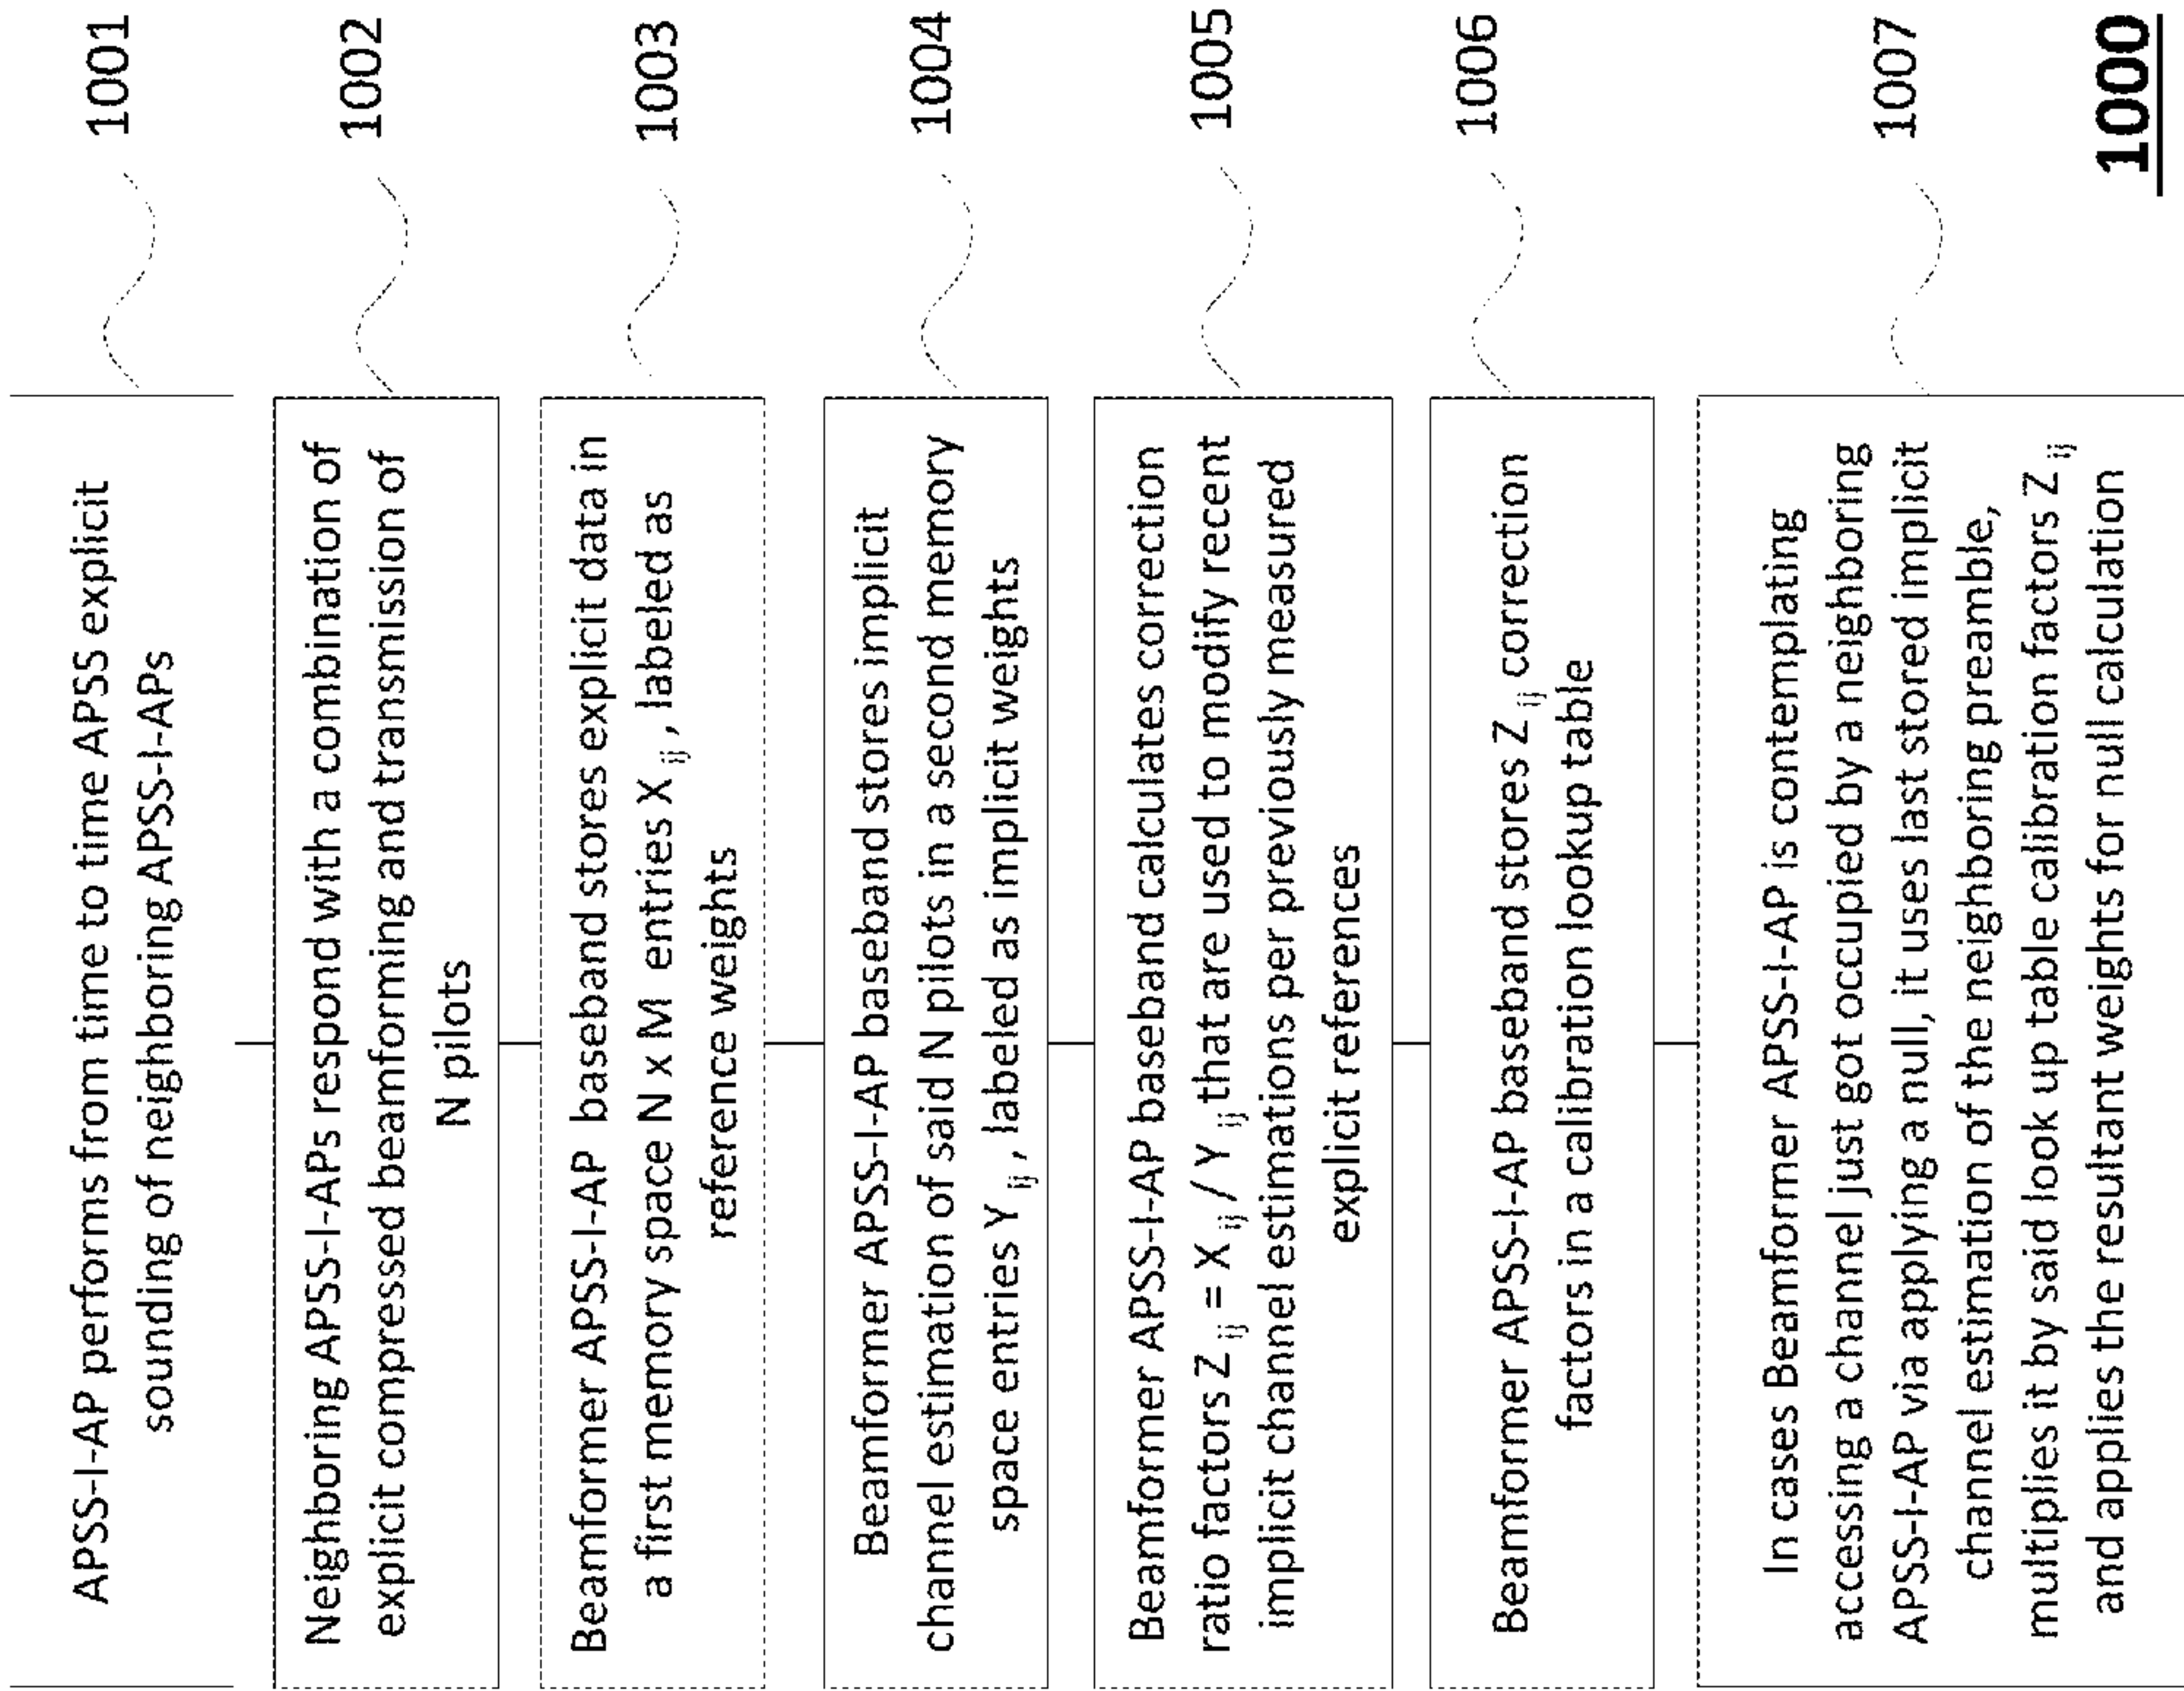 APSS-I-AP performs from time to time APSS explicit
sounding of neighboring APSS-I-APs
1001
Neighboring APSS-I-APs respond with a combination of
explicit compressed beamforming and transmission of
N pilots
1002
Beamformer APSS-I-AP baseband stores explicit data in
a first memory space N x M entries X ij , labeled as
reference weights
1003
Beamformer APSS-I-AP baseband stores implicit
channel estimation of said N pilots in a second memory
space entries Y ij , labeled as implicit weights
1004
Beamformer APSS-I-AP baseband calculates correction
ratio factors Z ij = X ij / Y ij that are used to modify recent
implicit channel estimations per previously measured
explicit references
1005
Beamformer APSS-I-AP baseband stores Z ij correction
factors in a calibration lookup table
1006
In cases Beamformer APSS-I-AP is contemplating
accessing a channel just got occupied by a neighboring
APSS-I-AP via applying a null, it uses last stored implicit
channel estimation of the neighboring preamble,
multiplies it by said look up table calibration factors Z ij
and applies the resultant weights for null calculation
1007
1000